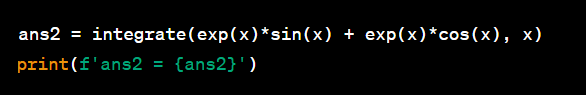 ans2 = integrate(exp(x)*sin(x) + exp(x)*cos(x), x)
print(f'ans2 = {ans2}')